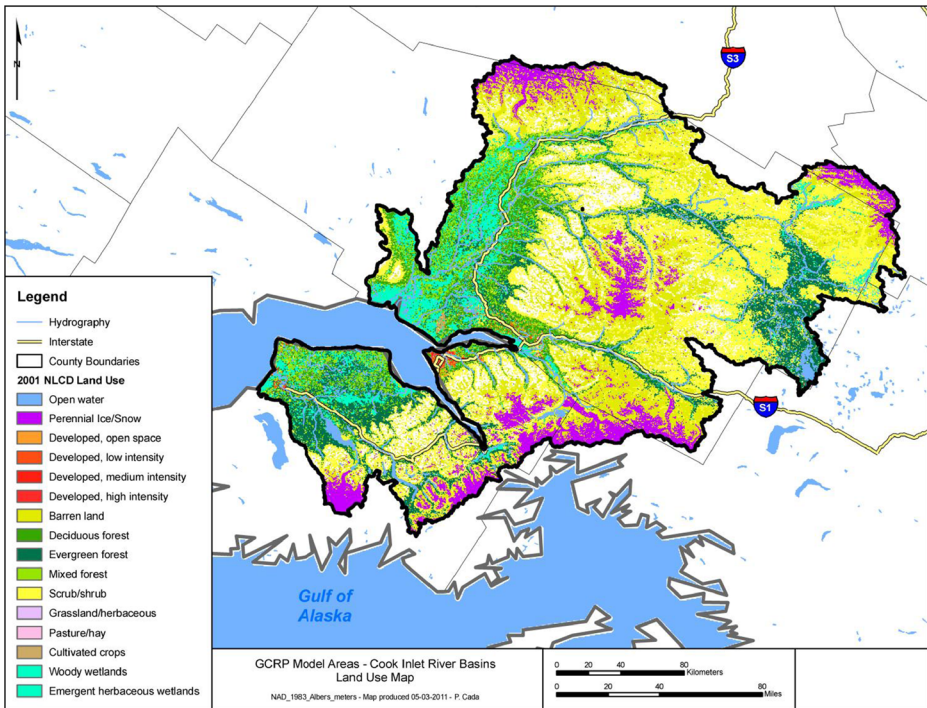 N
S3
S1
Legend
Hydrography
Interstate
County Boundaries
2001 NLCD Land Use
Open water
Perennial Ice/Snow
Developed, open space
Developed, low intensity
Developed, medium intensity
Developed, high intensity
Barren land
Deciduous forest
Evergreen forest
Mixed forest
Scrub/shrub
Grassland/herbaceous
Pasture/hay
Cultivated crops
Woody wetlands
Emergent herbaceous wetlands
Gulf of
Alaska
GCRP Model Areas - Cook Inlet River Basins
Land Use Map
NAD_1983_Albers_meters - Map produced 05-03-2011 - P. Cada
0 20 40 80
Kilometers
0 20 40 80
Miles